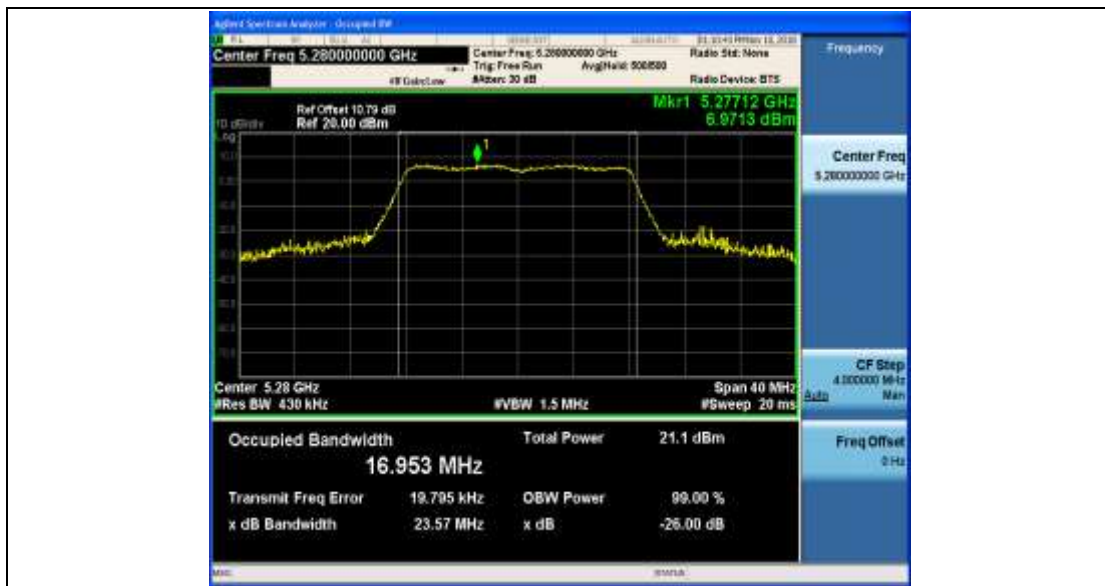 Agilent Spectrum Analyzer - Occupied BW
Center Freq 5.280000000 GHz
Center Freq: 5.280000000 GHz
Radio Std: None
Trig: Free Run
Avg|Hold: 500/500
#IFGain:Low
#Atten: 30 dB
Radio Device: BTS
Frequency
Ref Offset 10.79 dB
Mkr1 5.27712 GHz
10 dB/div
Ref 20.00 dBm
6.9713 dBm
Log
1
Center Freq
5.280000000 GHz
Center 5.28 GHz
Span 40 MHz
#Res BW 430 kHz
#VBW 1.5 MHz
#Sweep 20 ms
CF Step
4.000000 MHz
Auto
Man
Occupied Bandwidth
Total Power
21.1 dBm
16.953 MHz
Freq Offset
0 Hz
Transmit Freq Error
19.795 kHz
OBW Power
99.00 %
x dB Bandwidth
23.57 MHz
x dB
-26.00 dB
MSG
STATUS